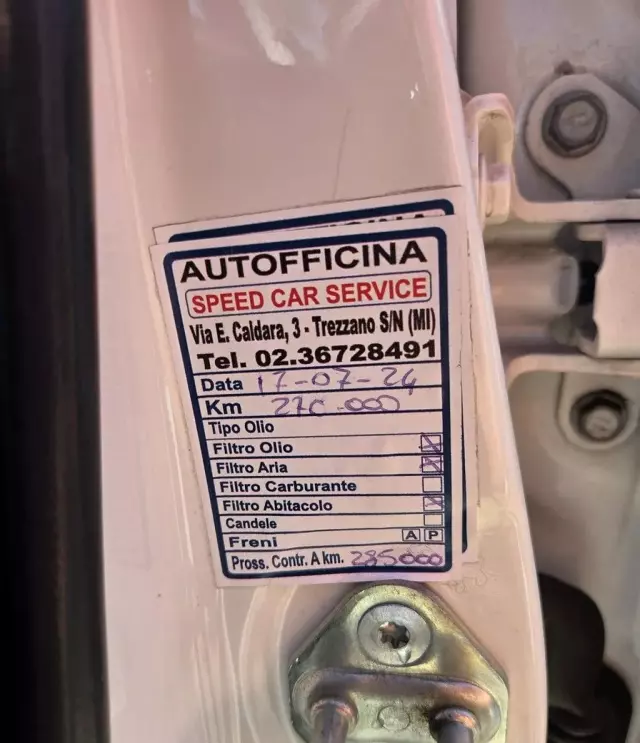 AUTOFFICINA
SPEED CAR SERVICE
Via E. Caldara, 3 - Trezzano S/N (MI)
Tel. 02.36728491
Data 17-07-24
Km 270.000
Tipo Olio
Filtro Olio
Filtro Aria
Filtro Carburante
Filtro Abitacolo
Candele
Freni A P
Pross. Contr. A km. 285000